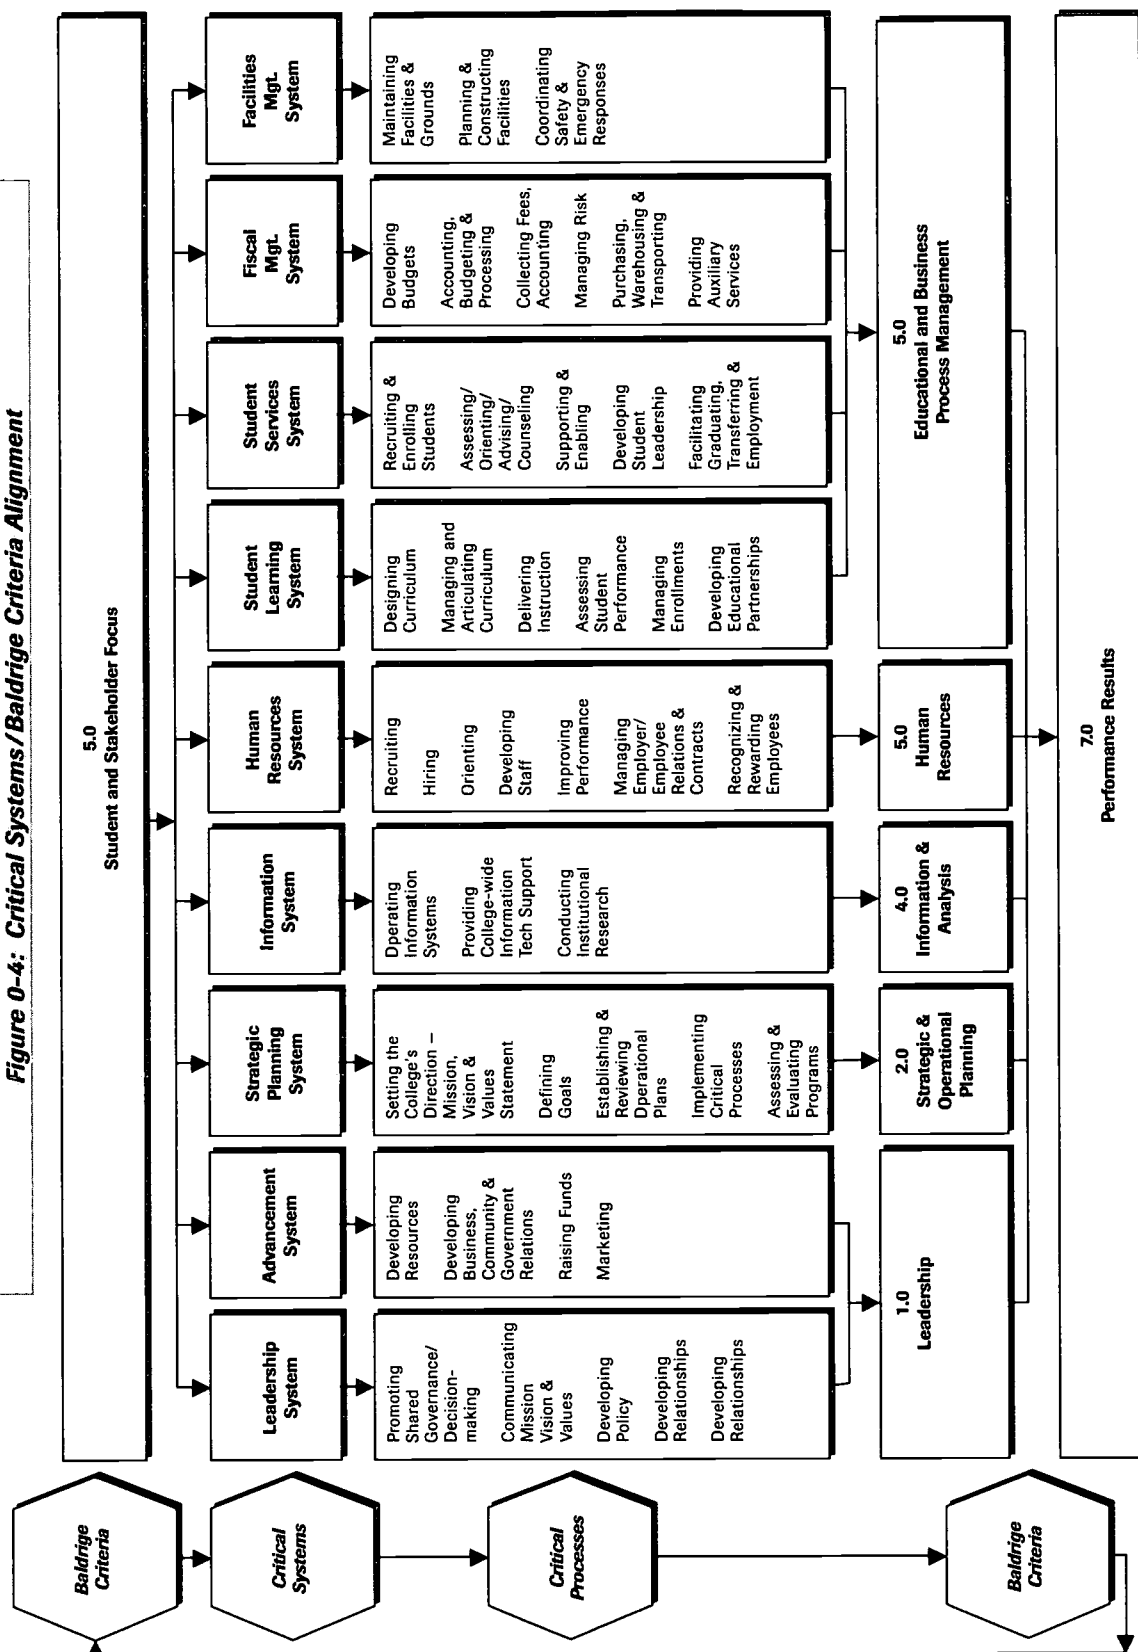 Figure 0-4: Critical Systems/Baldrige Criteria Alignment
Baldrige
Criteria
5.0
Student and Stakeholder Focus
Critical
Systems
Leadership
System
Advancement
System
Strategic
Planning
System
Information
System
Human
Resources
System
Student
Learning
System
Student
Services
System
Fiscal
Mgt.
System
Facilities
Mgt.
System
Critical
Processes
Promoting
Shared
Governance/
Decision-
making
Communicating
Mission
Vision &
Values
Developing
Policy
Developing
Relationships
Developing
Relationships
Developing
Resources
Developing
Business,
Community &
Government
Relations
Raising Funds
Marketing
Setting the
College's
Direction –
Mission,
Vision &
Values
Statement
Defining
Goals
Establishing &
Reviewing
Dperational
Plans
Implementing
Critical
Processes
Assessing &
Evaluating
Programs
Dperating
Information
Systems
Providing
College-wide
Information
Tech Support
Conducting
Institutional
Research
Recruiting
Hiring
Orienting
Developing
Staff
Improving
Performance
Managing
Employer/
Employee
Relations &
Contracts
Recognizing &
Rewarding
Employees
Designing
Curriculum
Managing and
Articulating
Curriculum
Delivering
Instruction
Assessing
Student
Performance
Managing
Enrollments
Developing
Educational
Partnerships
Recruiting &
Enrolling
Students
Assessing/
Orienting/
Advising/
Counseling
Supporting &
Enabling
Developing
Student
Leadership
Facilitating
Graduating,
Transferring &
Employment
Developing
Budgets
Accounting,
Budgeting &
Processing
Collecting Fees,
Accounting
Managing Risk
Purchasing,
Warehousing &
Transporting
Providing
Auxiliary
Services
Maintaining
Facilities &
Grounds
Planning &
Constructing
Facilities
Coordinating
Safety &
Emergency
Responses
Baldrige
Criteria
1.0
Leadership
2.0
Strategic &
Operational
Planning
4.0
Information &
Analysis
5.0
Human
Resources
5.0
Educational and Business
Process Management
7.0
Performance Results